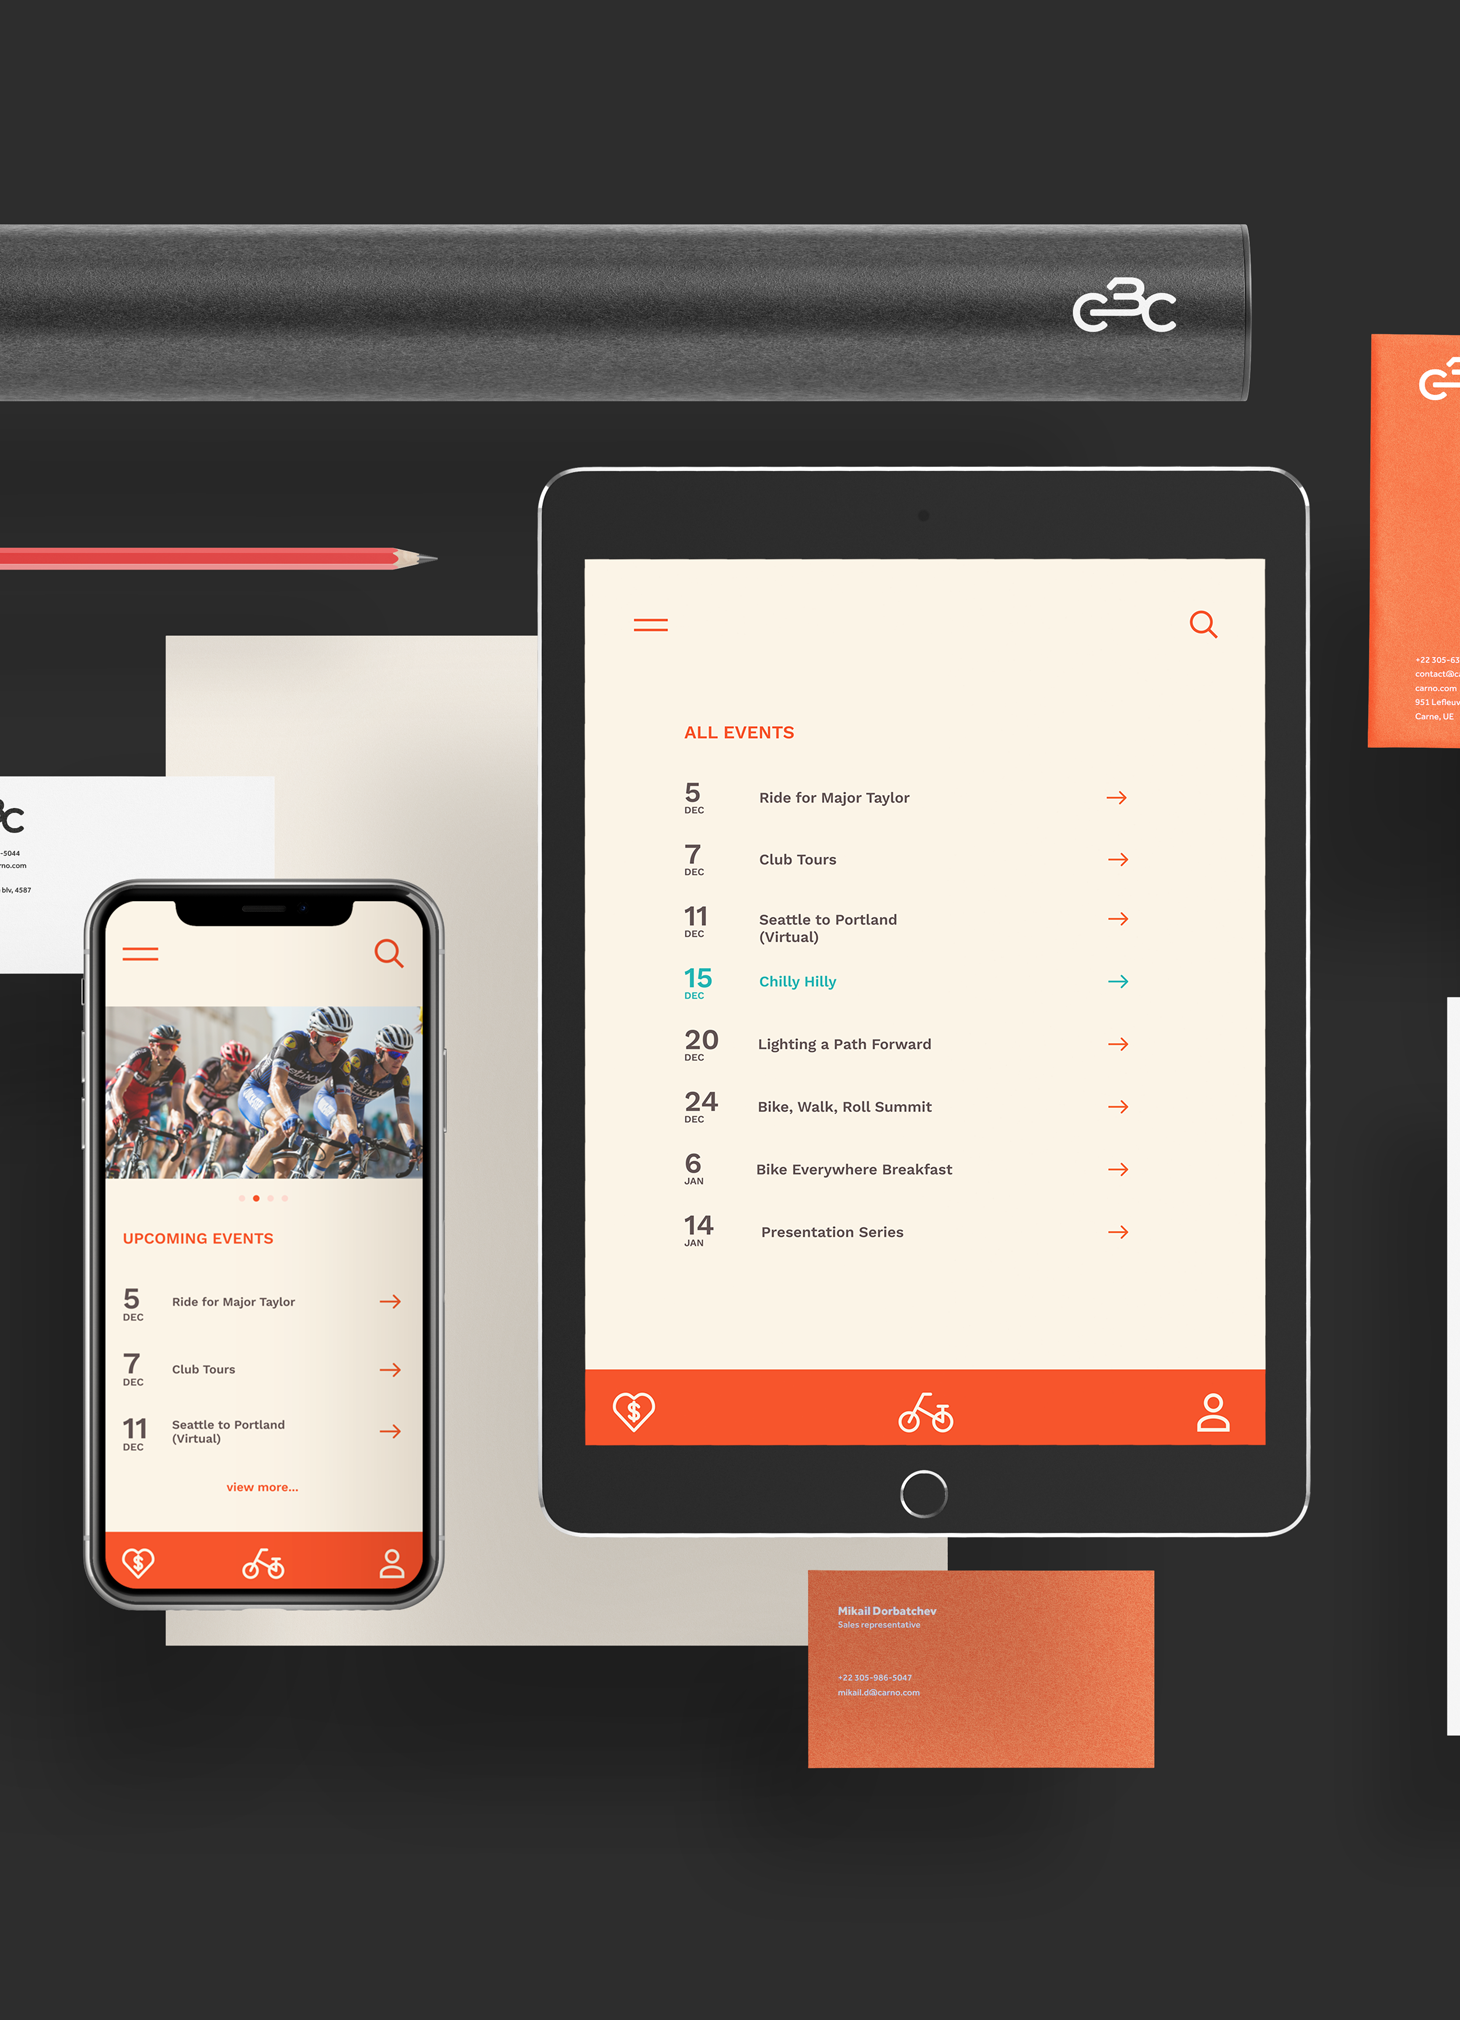 CBC
+22 305-63
contact@c
carno.com
951 Lefleuv
Carne, UE
-5044
rno.com
blv, 4587
UPCOMING EVENTS
5
DEC
Ride for Major Taylor
7
DEC
Club Tours
11
DEC
Seattle to Portland
(Virtual)
view more...
ALL EVENTS
5
DEC
Ride for Major Taylor
7
DEC
Club Tours
11
DEC
Seattle to Portland
(Virtual)
15
DEC
Chilly Hilly
20
DEC
Lighting a Path Forward
24
DEC
Bike, Walk, Roll Summit
6
JAN
Bike Everywhere Breakfast
14
JAN
Presentation Series
Mikail Dorbatchev
Sales representative
+22 305-986-5047
mikail.d@carno.com